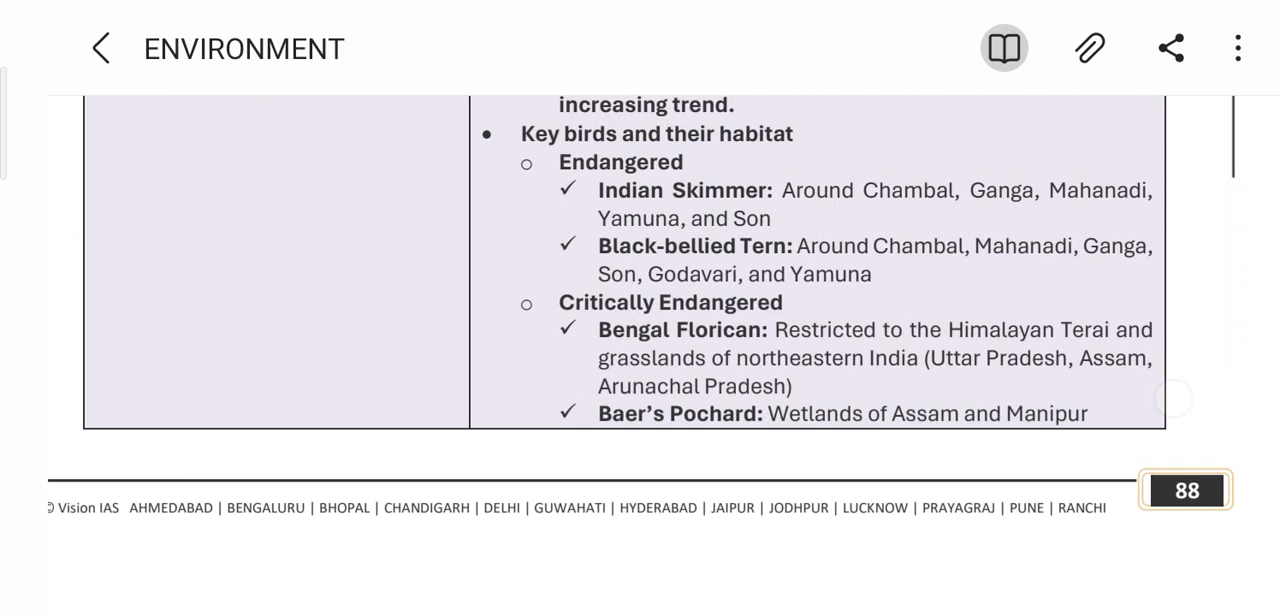 ENVIRONMENT
increasing trend.
• Key birds and their habitat
o Endangered
✓ Indian Skimmer: Around Chambal, Ganga, Mahanadi,
Yamuna, and Son
✓ Black-bellied Tern: Around Chambal, Mahanadi, Ganga,
Son, Godavari, and Yamuna
o Critically Endangered
✓ Bengal Florican: Restricted to the Himalayan Terai and
grasslands of northeastern India (Uttar Pradesh, Assam,
Arunachal Pradesh)
✓ Baer’s Pochard: Wetlands of Assam and Manipur
88
© Vision IAS AHMEDABAD | BENGALURU | BHOPAL | CHANDIGARH | DELHI | GUWAHATI | HYDERABAD | JAIPUR | JODHPUR | LUCKNOW | PRAYAGRAJ | PUNE | RANCHI